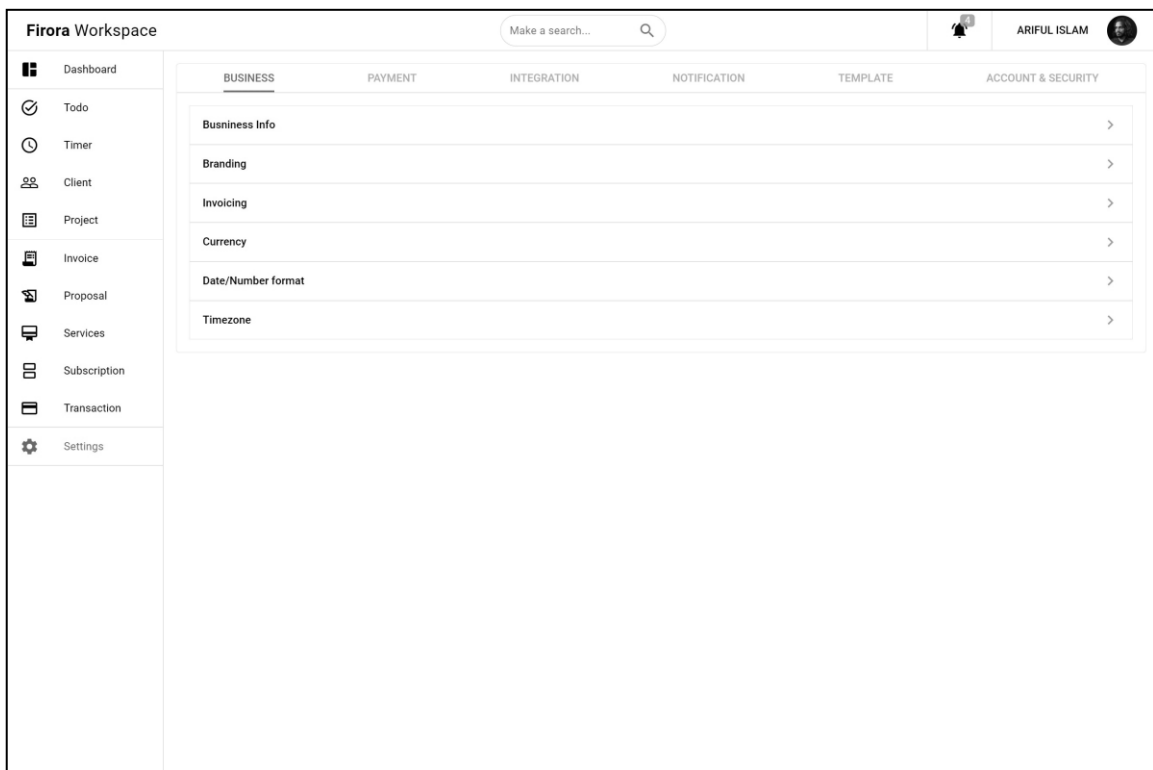 Firora Workspace
Make a search...
4
ARIFUL ISLAM
Dashboard
Todo
Timer
Client
Project
Invoice
Proposal
Services
Subscription
Transaction
Settings
BUSINESS PAYMENT INTEGRATION NOTIFICATION TEMPLATE ACCOUNT & SECURITY
Busniness Info
Branding
Invoicing
Currency
Date/Number format
Timezone